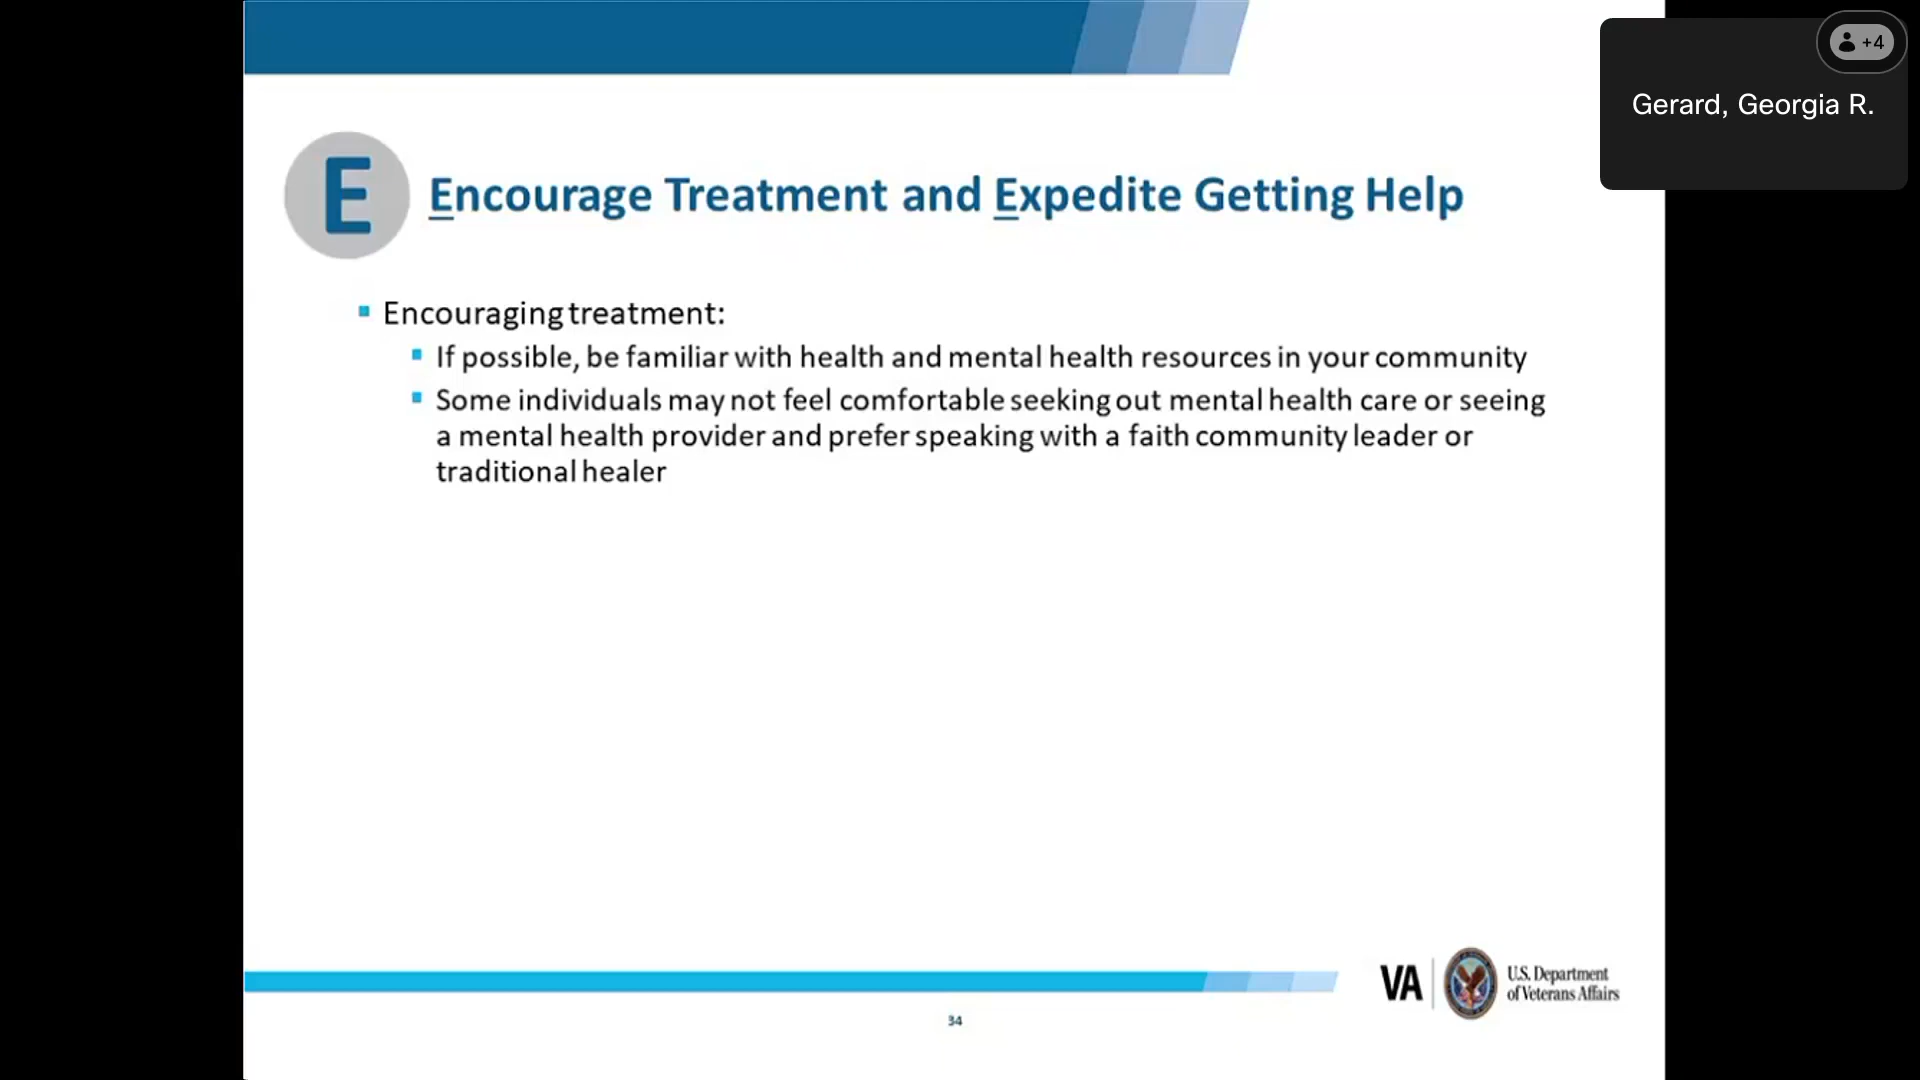 +4
Gerard, Georgia R.
E
Encourage Treatment and Expedite Getting Help
Encouraging treatment:
If possible, be familiar with health and mental health resources in your community
Some individuals may not feel comfortable seeking out mental health care or seeing
a mental health provider and prefer speaking with a faith community leader or
traditional healer
VA
U.S. Department
of Veterans Affairs
34